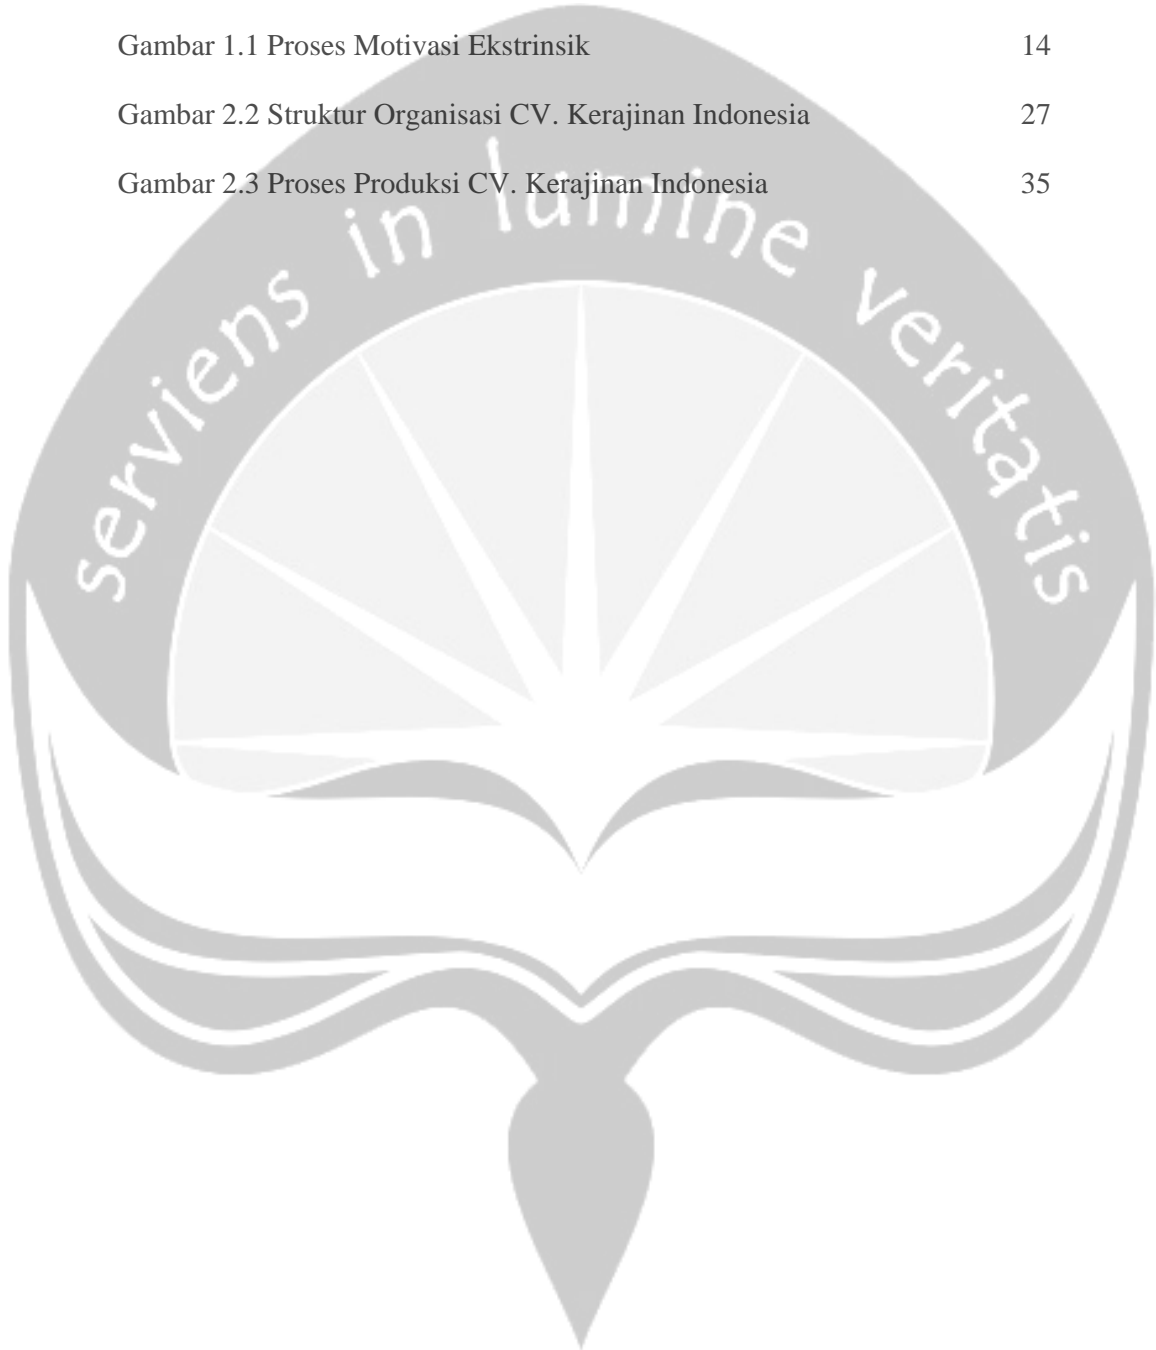 Gambar 1.1 Proses Motivasi Ekstrinsik 14
Gambar 2.2 Struktur Organisasi CV. Kerajinan Indonesia 27
Gambar 2.3 Proses Produksi CV. Kerajinan Indonesia 35
serviens in lumine veritatis